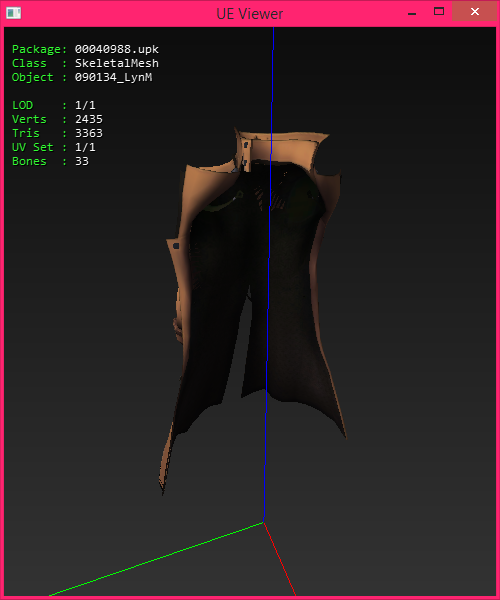 UE Viewer
Package: 00040988.upk
Class  : SkeletalMesh
Object : 090134_LynM
LOD    : 1/1
Verts  : 2435
Tris   : 3363
UV Set : 1/1
Bones  : 33